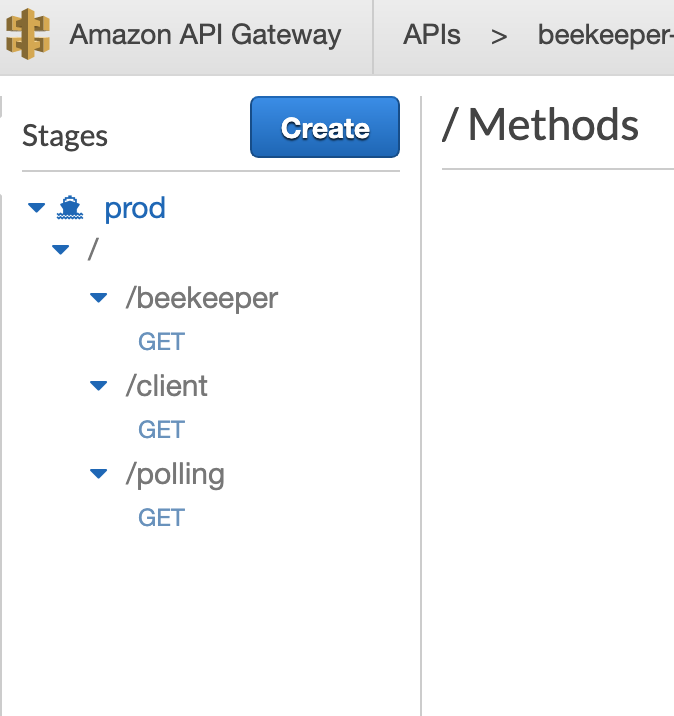 Amazon API Gateway APIs > beekeeper-
Stages Create
/ Methods
prod
/
/beekeeper
GET
/client
GET
/polling
GET